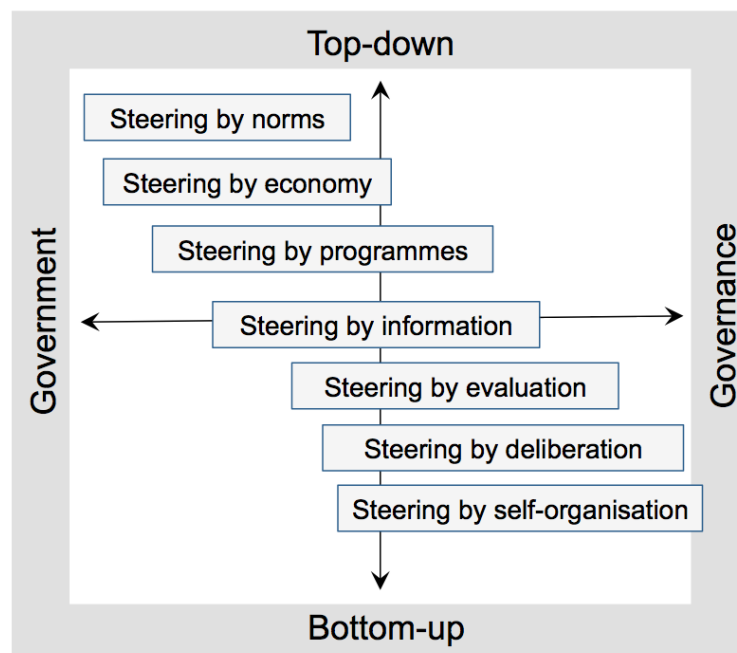 Top-down
Steering by norms
Steering by economy
Steering by programmes
Government
Governance
Steering by information
Steering by evaluation
Steering by deliberation
Steering by self-organisation
Bottom-up